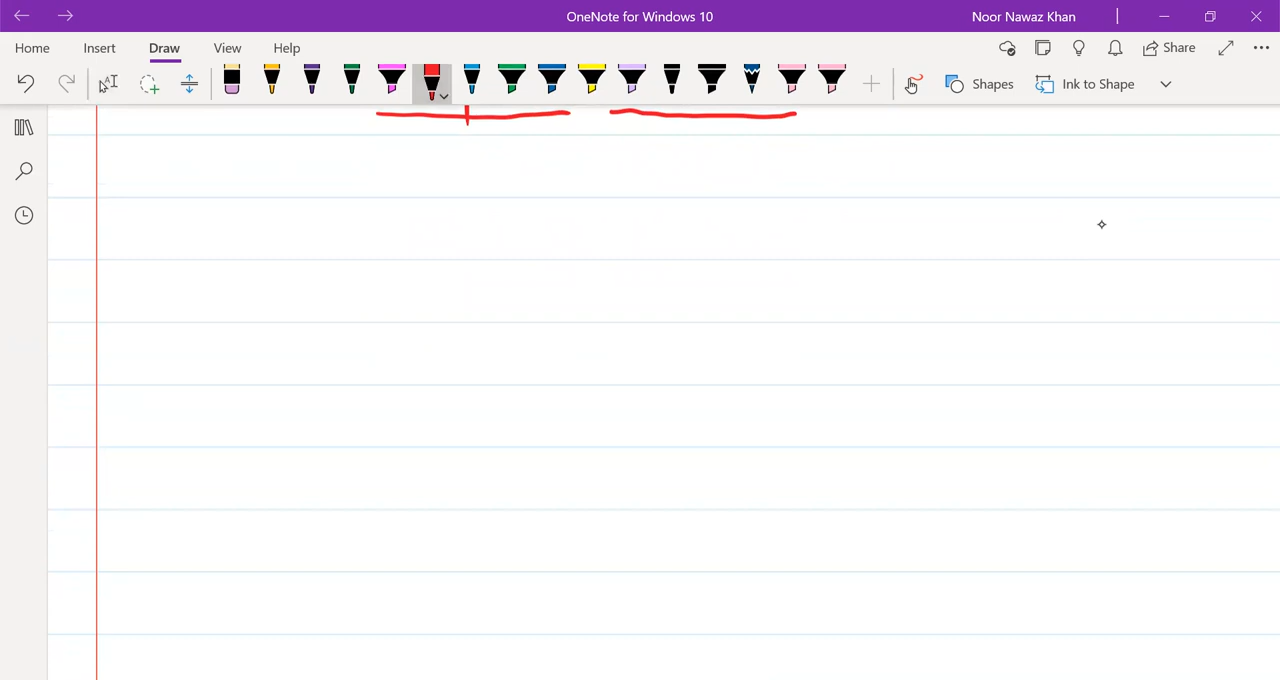 OneNote for Windows 10
Noor Nawaz Khan
Home Insert Draw View Help
Share
Shapes
Ink to Shape